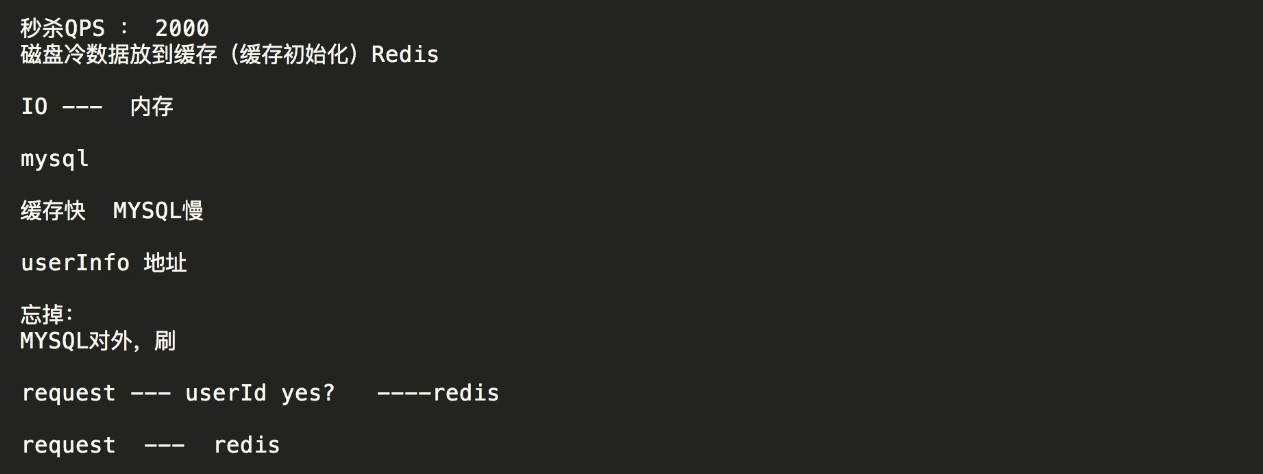 秒杀QPS : 2000
磁盘冷数据放到缓存（缓存初始化）Redis
IO --- 内存
mysql
缓存快 MYSQL慢
userInfo 地址
忘掉：
MYSQL对外，刷
request --- userId yes? ----redis
request --- redis